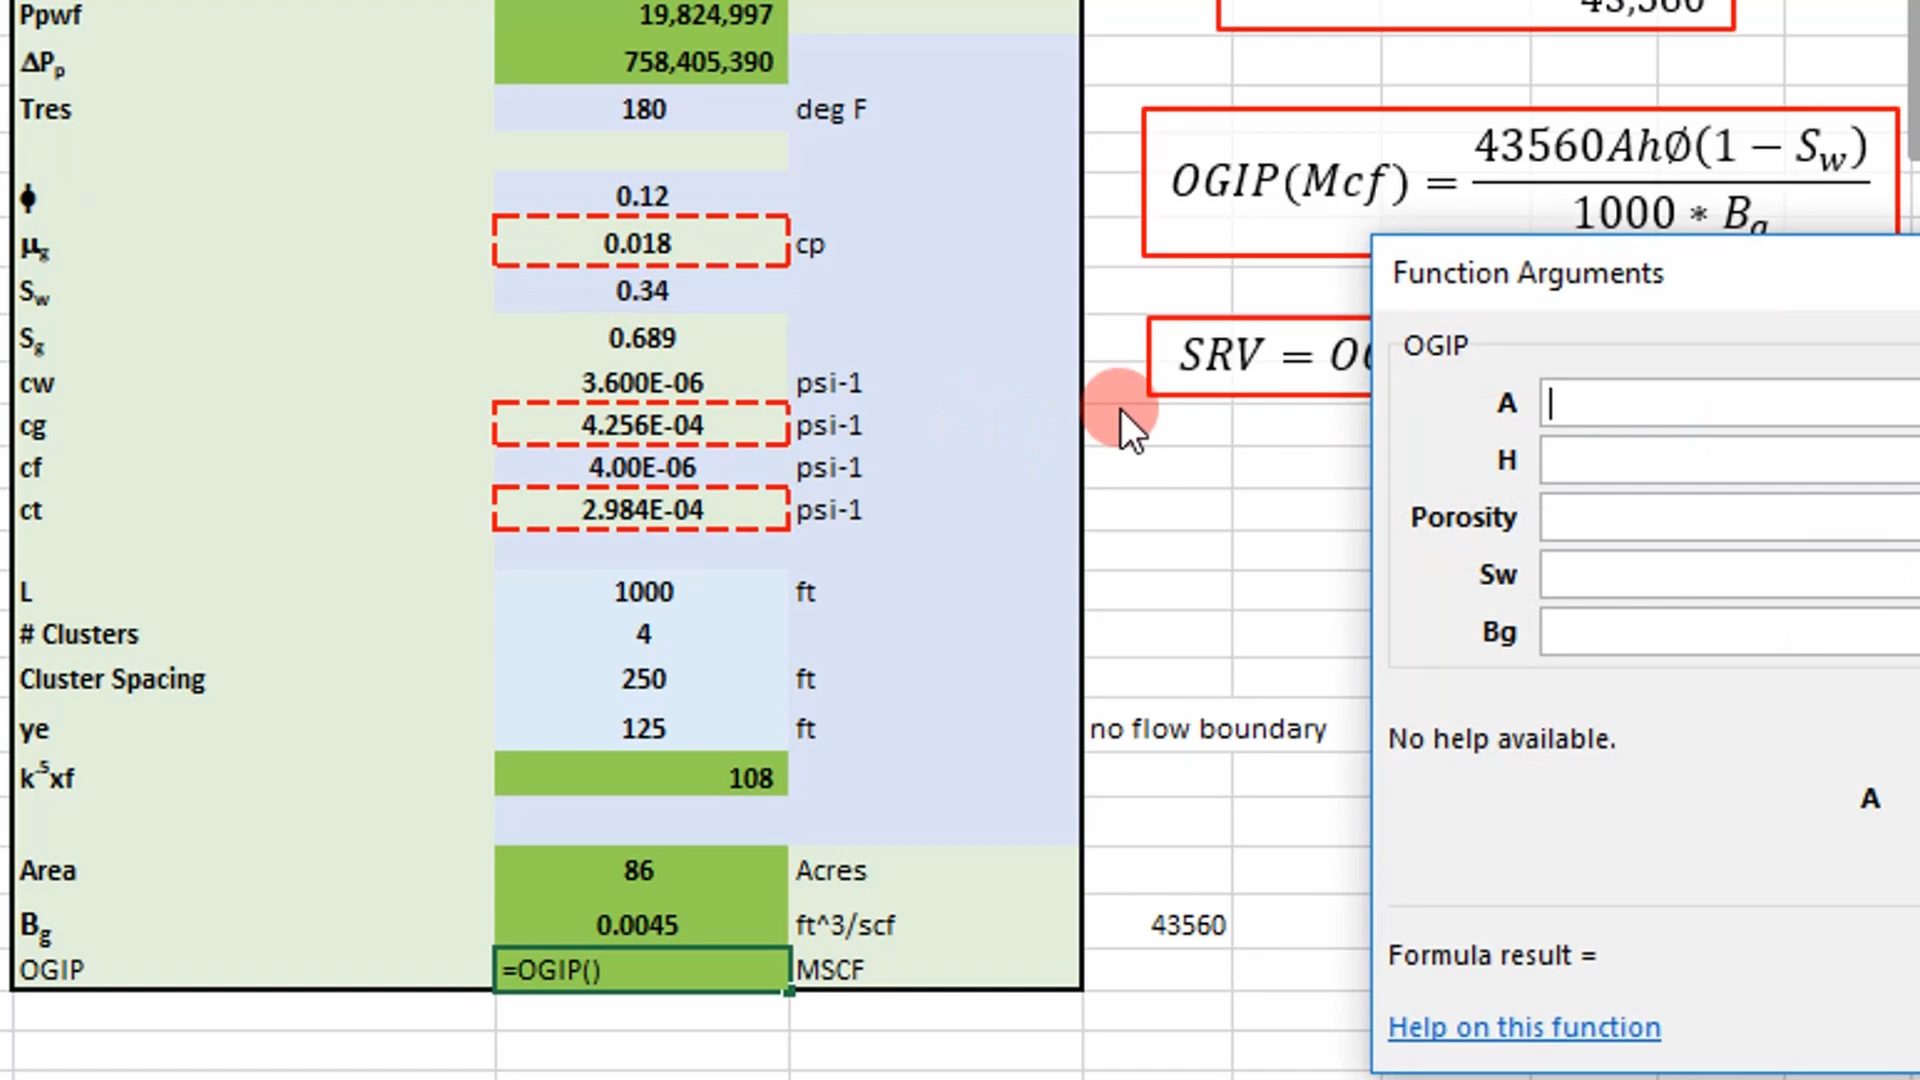 Ppwf 19,824,997
ΔPp 758,405,390
Tres 180 deg F
ϕ 0.12
μg 0.018 cp
Sw 0.34
Sg 0.689
cw 3.600E-06 psi-1
cg 4.256E-04 psi-1
cf 4.00E-06 psi-1
ct 2.984E-04 psi-1
L 1000 ft
# Clusters 4
Cluster Spacing 250 ft
ye 125 ft no flow boundary
k^.5xf 108
Area 86 Acres
Bg 0.0045 ft^3/scf 43560
OGIP =OGIP() MSCF
OGIP(Mcf) = 43560Ah∅(1 − Sw)
1000 * Bg
SRV =
Function Arguments
OGIP
A
H
Porosity
Sw
Bg
No help available.
A
Formula result =
Help on this function